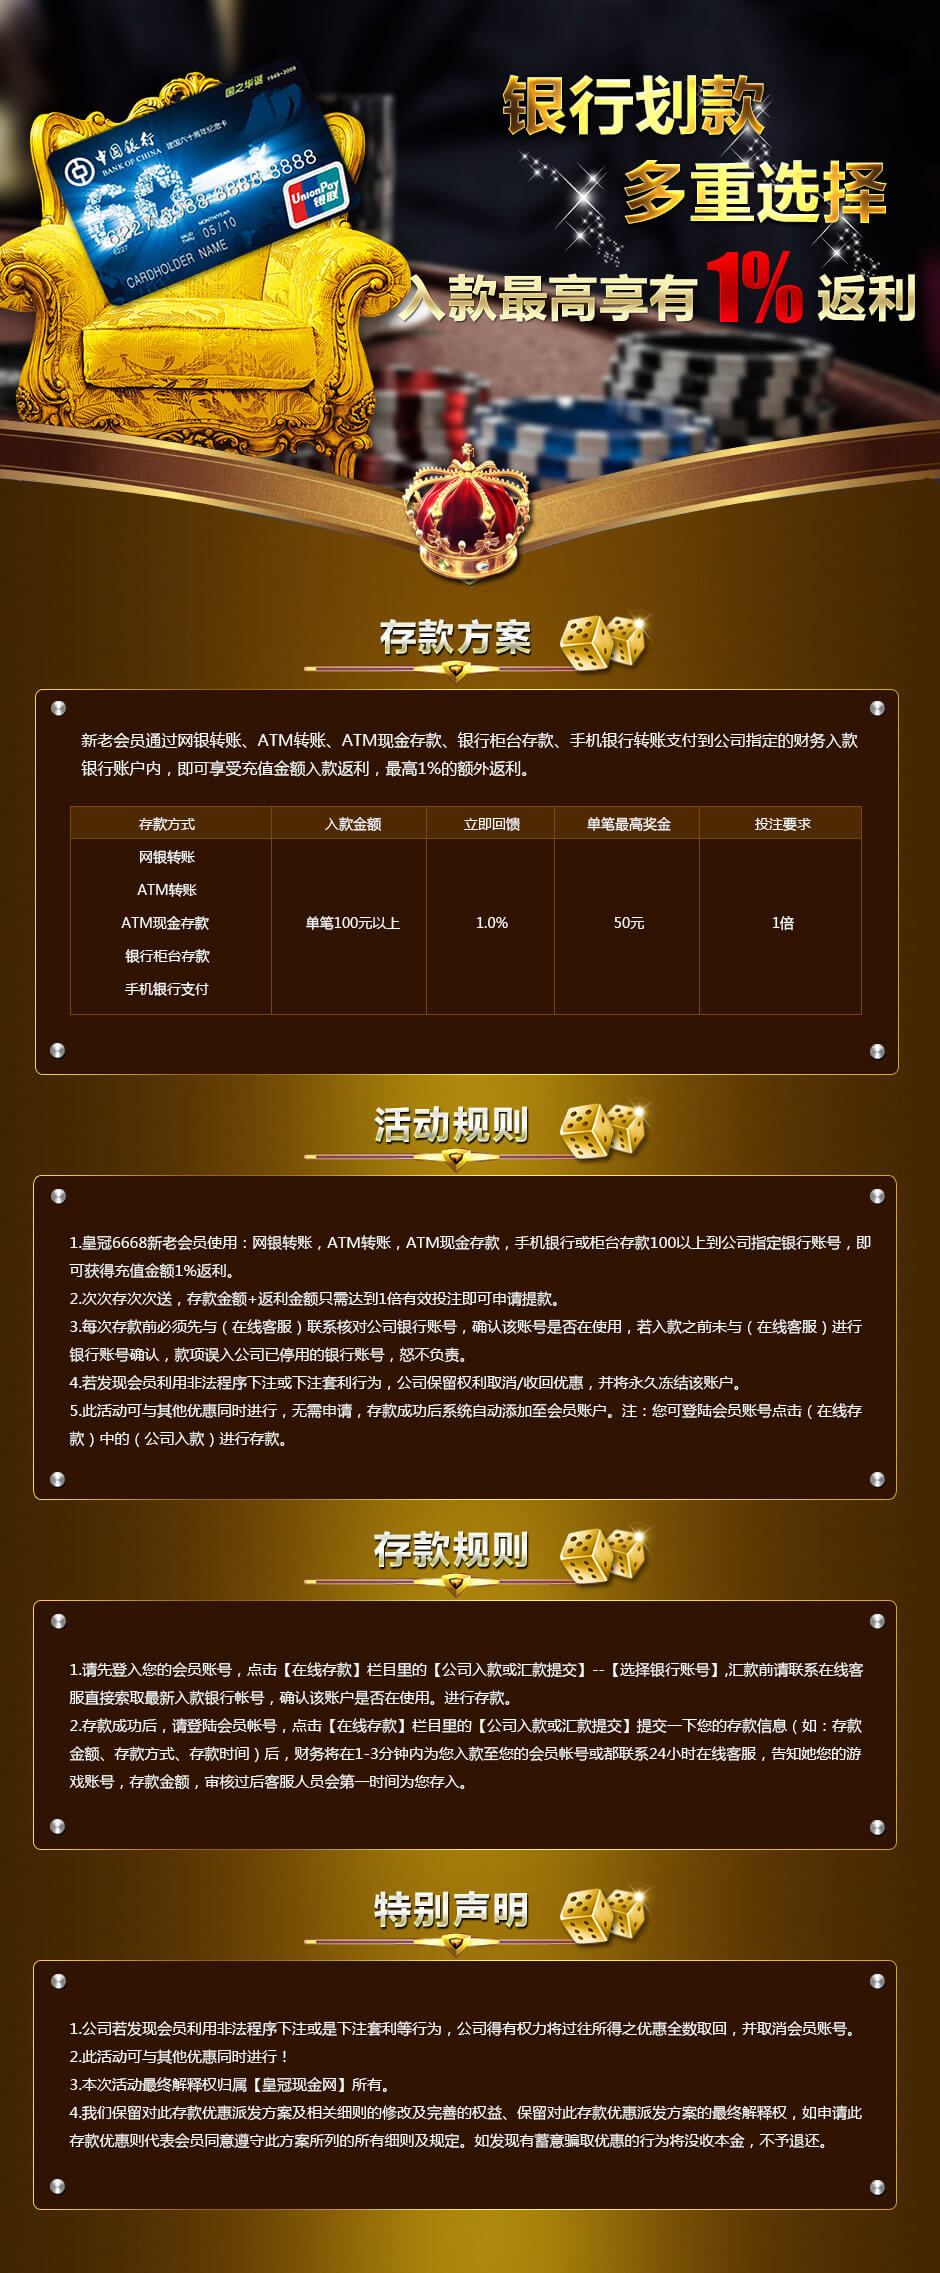 国之华诞 1949-2009
中国银行 建国六十周年纪念卡
BANK OF CHINA
60
8888 8888
UnionPay
银联
6227
VALID THRU
MONTH/YEAR
05/10
CARDHOLDER NAME
银行划款
多重选择
入款最高享有1%返利
存款方案
新老会员通过网银转账、ATM转账、ATM现金存款、银行柜台存款、手机银行转账支付到公司指定的财务入款
银行账户内，即可享受充值金额入款返利，最高1%的额外返利。
存款方式 入款金额 立即回馈 单笔最高奖金 投注要求
网银转账
ATM转账
ATM现金存款 单笔100元以上 1.0% 50元 1倍
银行柜台存款
手机银行支付
活动规则
1.皇冠6668新老会员使用：网银转账，ATM转账，ATM现金存款，手机银行或柜台存款100以上到公司指定银行账号，即
可获得充值金额1%返利。
2.次次存次次送，存款金额+返利金额只需达到1倍有效投注即可申请提款。
3.每次存款前必须先与（在线客服）联系核对公司银行账号，确认该账号是否在使用，若入款之前未与（在线客服）进行
银行账号确认，款项误入公司已停用的银行账号，怒不负责。
4.若发现会员利用非法程序下注或下注套利行为，公司保留权利取消/收回优惠，并将永久冻结该账户。
5.此活动可与其他优惠同时进行，无需申请，存款成功后系统自动添加至会员账户。注：您可登陆会员账号点击（在线存
款）中的（公司入款）进行存款。
存款规则
1.请先登入您的会员账号，点击【在线存款】栏目里的【公司入款或汇款提交】--【选择银行账号】,汇款前请联系在线客
服直接索取最新入款银行帐号，确认该账户是否在使用。进行存款。
2.存款成功后，请登陆会员帐号，点击【在线存款】栏目里的【公司入款或汇款提交】提交一下您的存款信息（如：存款
金额、存款方式、存款时间）后，财务将在1-3分钟内为您入款至您的会员帐号或都联系24小时在线客服，告知她您的游
戏账号，存款金额，审核过后客服人员会第一时间为您存入。
特别声明
1.公司若发现会员利用非法程序下注或是下注套利等行为，公司得有权力将过往所得之优惠全数取回，并取消会员账号。
2.此活动可与其他优惠同时进行！
3.本次活动最终解释权归属【皇冠现金网】所有。
4.我们保留对此存款优惠派发方案及相关细则的修改及完善的权益、保留对此存款优惠派发方案的最终解释权，如申请此
存款优惠则代表会员同意遵守此方案所列的所有细则及规定。如发现有蓄意骗取优惠的行为将没收本金，不予退还。